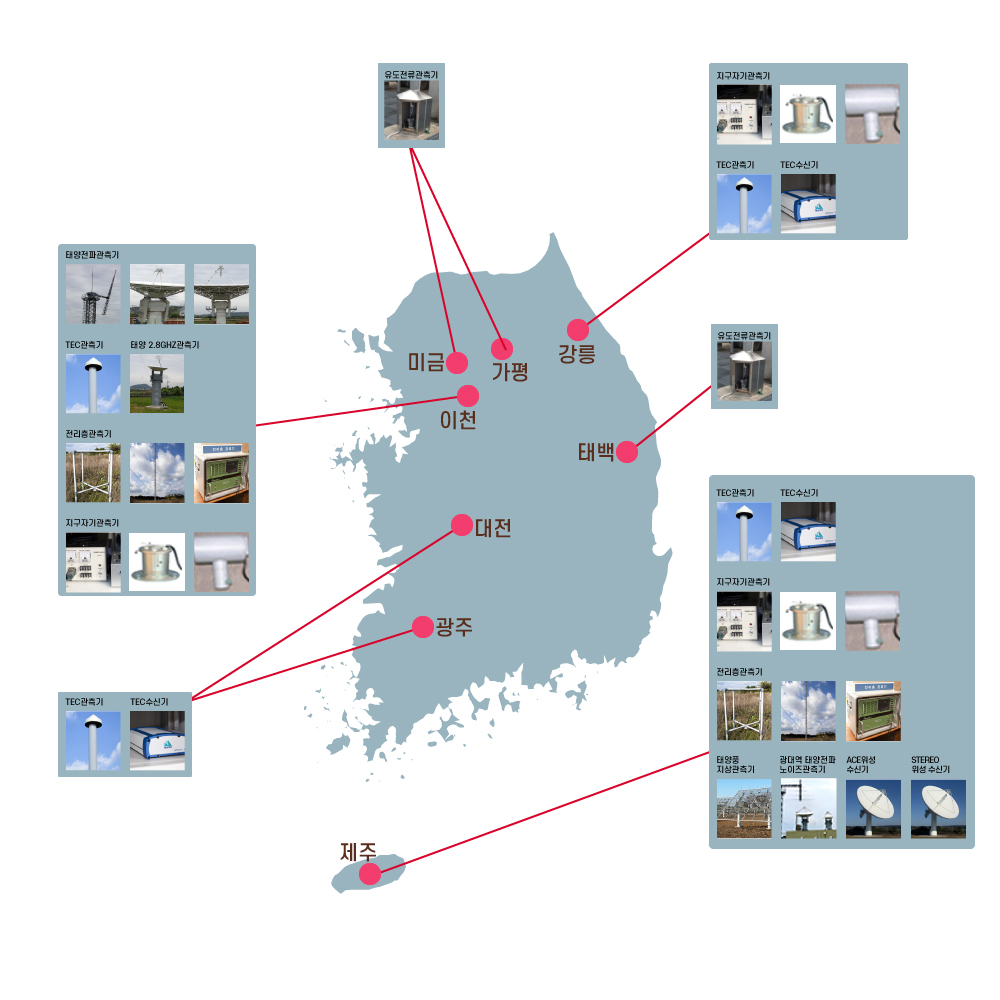 유도전류관측기
지구자기관측기
TEC관측기
TEC수신기
태양전파관측기
TEC관측기
태양 2.8GHZ관측기
전리층관측기
지구자기관측기
미금
가평
강릉
이천
유도전류관측기
태백
대전
광주
TEC관측기
TEC수신기
TEC관측기
TEC수신기
지구자기관측기
전리층관측기
태양풍
지상관측기
광대역 태양전파
노이즈관측기
ACE위성
수신기
STEREO
위성 수신기
제주